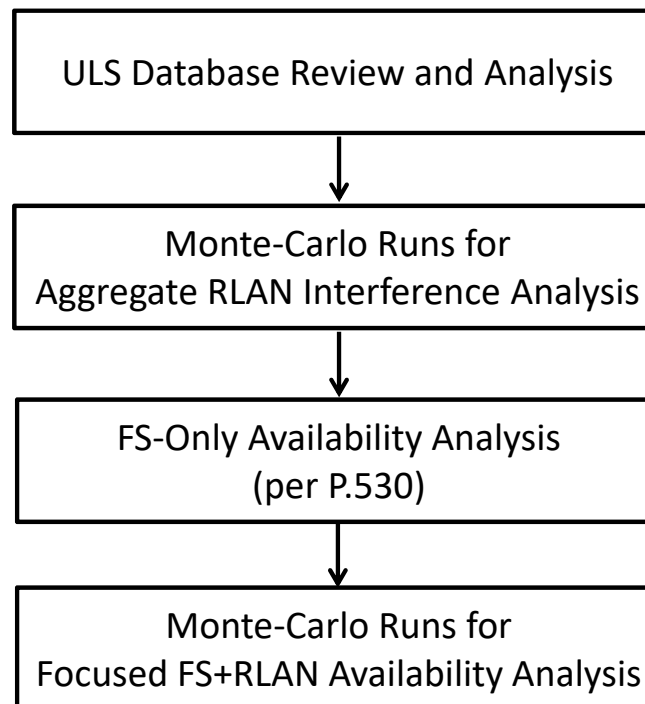 ULS Database Review and Analysis
Monte-Carlo Runs for
Aggregate RLAN Interference Analysis
FS-Only Availability Analysis
(per P.530)
Monte-Carlo Runs for
Focused FS+RLAN Availability Analysis